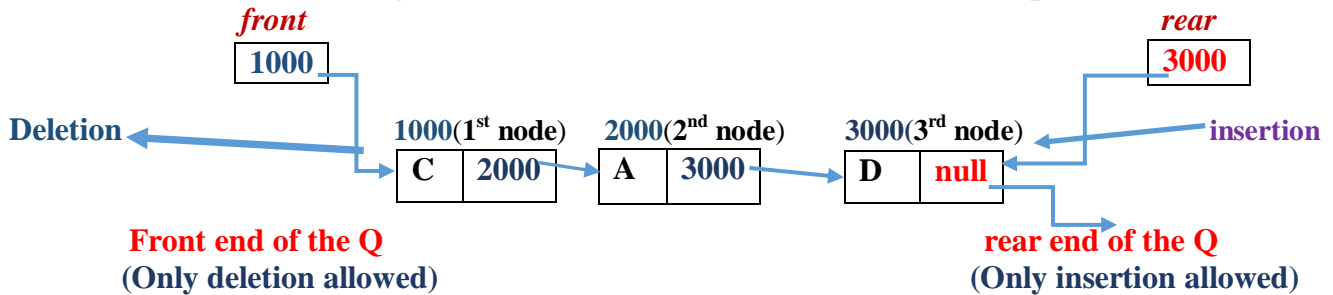 front rear
1000 3000
Deletion 1000(1st node) 2000(2nd node) 3000(3rd node) insertion
C 2000 A 3000 D null
Front end of the Q rear end of the Q
(Only deletion allowed) (Only insertion allowed)